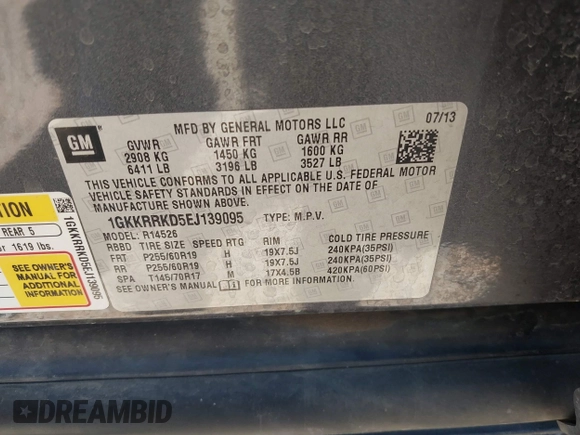 GM
MFD BY GENERAL MOTORS LLC
07/13
GVWR GAWR FRT GAWR RR
2908 KG 1450 KG 1600 KG
6411 LB 3196 LB 3527 LB
THIS VEHICLE CONFORMS TO ALL APPLICABLE U.S. FEDERAL MOTOR
VEHICLE SAFETY STANDARDS IN EFFECT ON THE DATE OF
MANUFACTURE SHOWN ABOVE.
1GKKRRKD5EJ139095 TYPE: M.P.V.
MODEL: R14526
RBBD TIRE SIZE SPEED RTG RIM COLD TIRE PRESSURE
FRT P255/60R19 H 19X7.5J 240KPA(35PSI)
RR P255/60R19 H 19X7.5J 240KPA(35PSI)
SPA T145/70R17 M 17X4.5B 420KPA(60PSI)
SEE OWNER'S MANUAL FOR MORE INFORMATION.
TION
REAR 5
or 1619 lbs.
SEE OWNER'S
MANUAL FOR
ADDITIONAL
INFORMATION
1GKKRRKD5EJ139095
DREAMBID